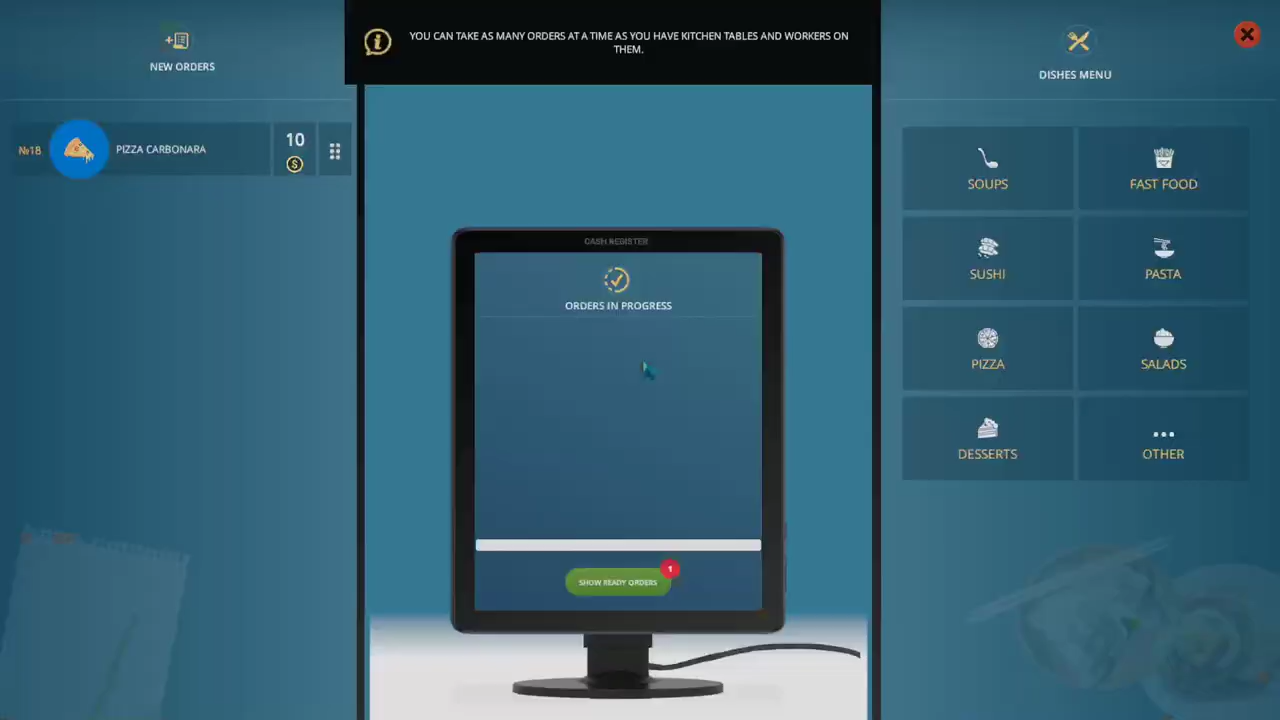 NEW ORDERS
№18
PIZZA CARBONARA
10
YOU CAN TAKE AS MANY ORDERS AT A TIME AS YOU HAVE KITCHEN TABLES AND WORKERS ON
THEM.
CASH REGISTER
ORDERS IN PROGRESS
SHOW READY ORDERS
1
DISHES MENU
SOUPS
FAST FOOD
SUSHI
PASTA
PIZZA
SALADS
DESSERTS
OTHER